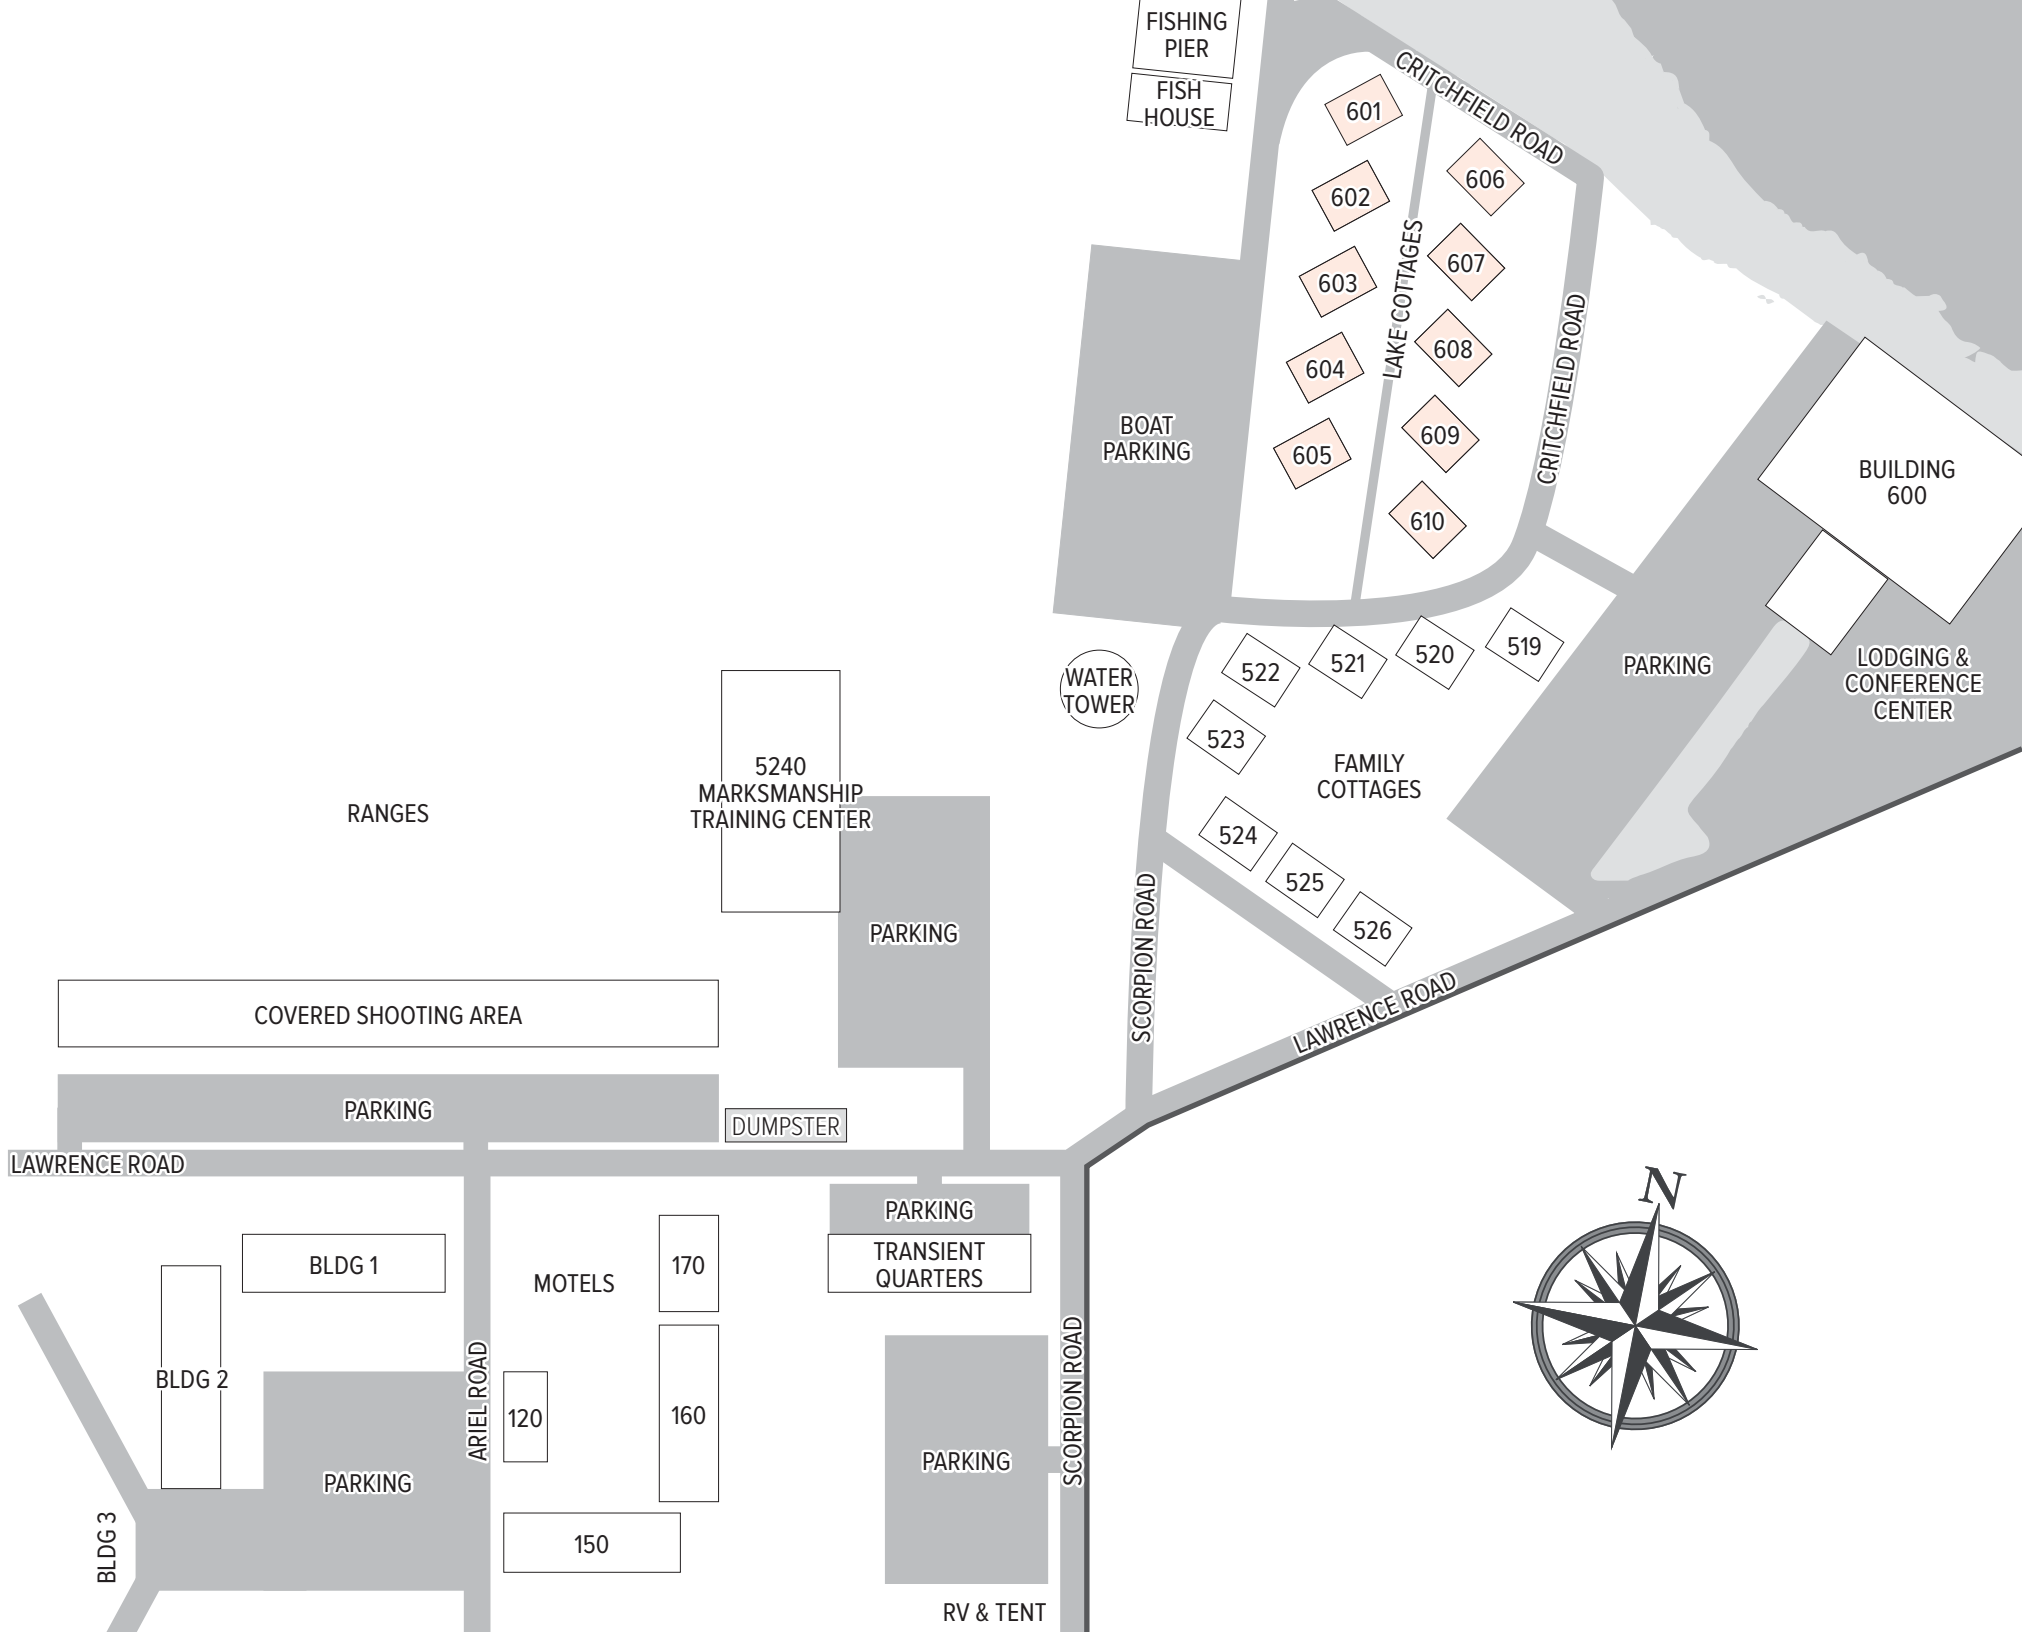 FISHING
PIER
FISH
HOUSE
CRITCHFIELD ROAD
601
602
603
604
605
LAKE COTTAGES
606
607
608
609
610
CRITCHFIELD ROAD
BOAT
PARKING
BUILDING
600
LODGING &
CONFERENCE
CENTER
PARKING
519
520
521
522
523
FAMILY
COTTAGES
524
525
526
WATER
TOWER
SCORPION ROAD
LAWRENCE ROAD
RANGES
5240
MARKSMANSHIP
TRAINING CENTER
PARKING
COVERED SHOOTING AREA
PARKING
DUMPSTER
LAWRENCE ROAD
PARKING
TRANSIENT
QUARTERS
BLDG 1
BLDG 2
BLDG 3
PARKING
ARIEL ROAD
MOTELS
170
160
120
150
PARKING
SCORPION ROAD
RV & TENT
N